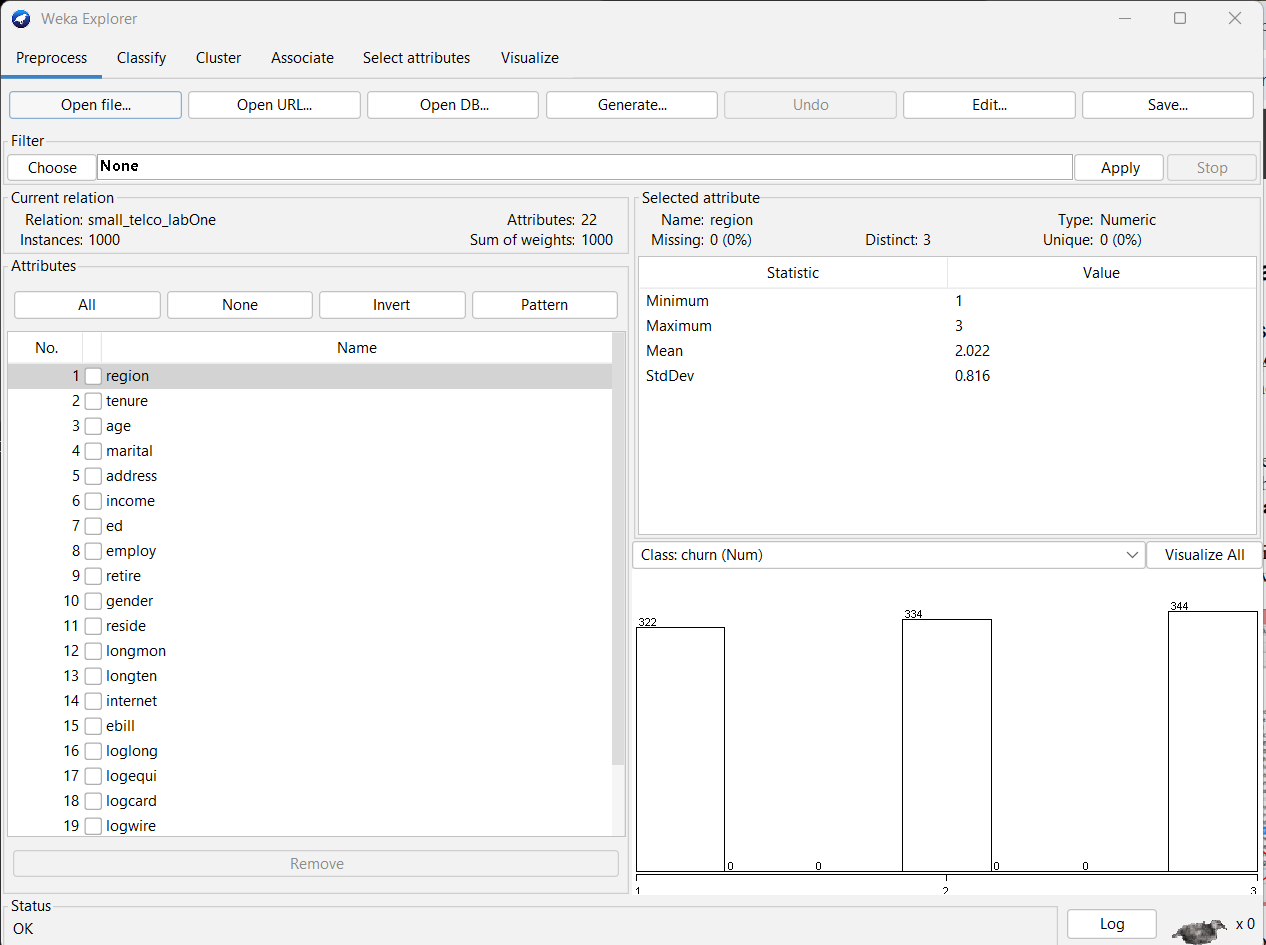 Weka Explorer
Preprocess Classify Cluster Associate Select attributes Visualize
Open file... Open URL... Open DB... Generate... Undo Edit... Save...
Filter
Choose None Apply Stop
Current relation
Relation: small_telco_labOne Attributes: 22
Instances: 1000 Sum of weights: 1000
Attributes
All None Invert Pattern
No. Name
1 region
2 tenure
3 age
4 marital
5 address
6 income
7 ed
8 employ
9 retire
10 gender
11 reside
12 longmon
13 longten
14 internet
15 ebill
16 loglong
17 logequi
18 logcard
19 logwire
Remove
Selected attribute
Name: region Type: Numeric
Missing: 0 (0%) Distinct: 3 Unique: 0 (0%)
Statistic Value
Minimum 1
Maximum 3
Mean 2.022
StdDev 0.816
Class: churn (Num) Visualize All
322 0 0 334 0 0 344
1 2 3
Status
OK
Log x 0